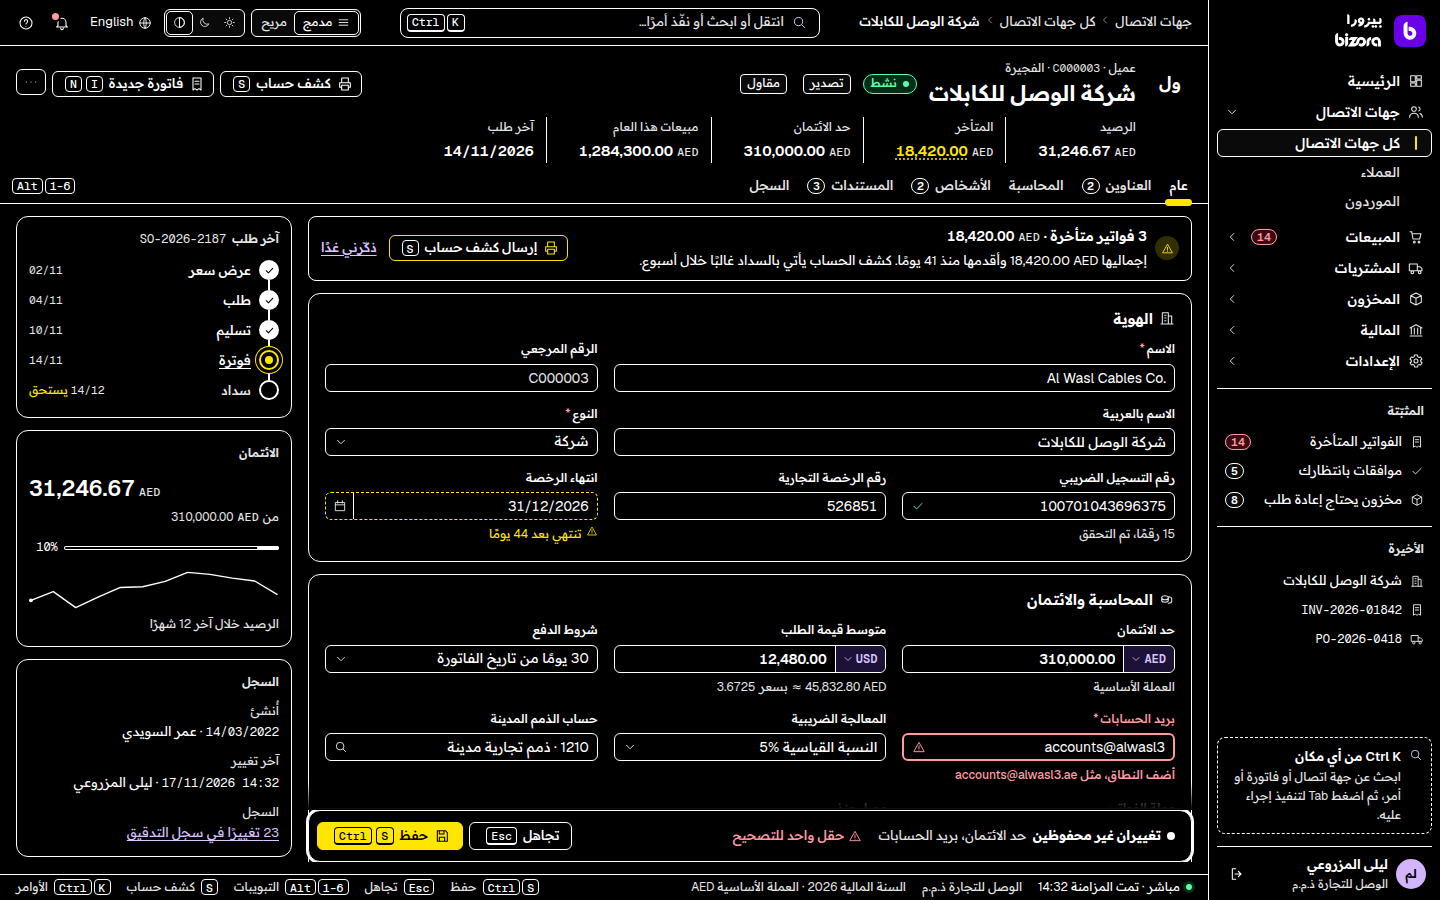 بيزورا
bizora
الرئيسية
جهات الاتصال
كل جهات الاتصال
العملاء
الموردون
المبيعات 14
المشتريات
المخزون
المالية
الإعدادات
المثبّتة
الفواتير المتأخرة 14
موافقات بانتظارك 5
مخزون يحتاج إعادة طلب 8
الأخيرة
شركة الوصل للكابلات
INV-2026-01842
PO-2026-0418
Ctrl K من أي مكان
ابحث عن جهة اتصال أو فاتورة أو
أمر، ثم اضغط Tab لتنفيذ إجراء
عليه.
لم
ليلى المزروعي
الوصل للتجارة ذ.م.م
جهات الاتصال
كل جهات الاتصال
شركة الوصل للكابلات
انتقل أو ابحث أو نفّذ أمرًا...
Ctrl K
مدمج
مريح
English
ول
عميل · C000003 · الفجيرة
شركة الوصل للكابلات
نشط
تصدير
مقاول
كشف حساب S
فاتورة جديدة I N
الرصيد
31,246.67 AED
المتأخر
18,420.00 AED
حد الائتمان
310,000.00 AED
مبيعات هذا العام
1,284,300.00 AED
آخر طلب
14/11/2026
عام
العناوين 2
المحاسبة
الأشخاص 2
المستندات 3
السجل
Alt 1-6
3 فواتير متأخرة · 18,420.00 AED
إجماليها 18,420.00 AED وأقدمها منذ 41 يومًا. كشف الحساب يأتي بالسداد غالبًا خلال أسبوع.
إرسال كشف حساب S
ذكّرني غدًا
الهوية
الاسم *
Al Wasl Cables Co.
الرقم المرجعي
C000003
الاسم بالعربية
شركة الوصل للكابلات
النوع *
شركة
رقم التسجيل الضريبي
100701043696375
15 رقمًا، تم التحقق
رقم الرخصة التجارية
526851
انتهاء الرخصة
31/12/2026
تنتهي بعد 44 يومًا
المحاسبة والائتمان
حد الائتمان
AED 310,000.00
العملة الأساسية
متوسط قيمة الطلب
USD 12,480.00
≈ 45,832.80 AED بسعر 3.6725
شروط الدفع
30 يومًا من تاريخ الفاتورة
بريد الحسابات *
accounts@alwasl3
أضف النطاق، مثل accounts@alwasl3.ae
المعالجة الضريبية
النسبة القياسية 5%
حساب الذمم المدينة
1210 · ذمم تجارية مدينة
تغييران غير محفوظين
حد الائتمان، بريد الحسابات
حقل واحد للتصحيح
تجاهل Esc
حفظ Ctrl S
آخر طلب SO-2026-2187
عرض سعر 02/11
طلب 04/11
تسليم 10/11
فوترة 14/11
سداد 14/12 يستحق
الائتمان
31,246.67 AED
من 310,000.00 AED
10%
الرصيد خلال آخر 12 شهرًا
السجل
أُنشئ
14/03/2022 · عمر السويدي
آخر تغيير
17/11/2026 14:32 · ليلى المزروعي
السجل
23 تغييرًا في سجل التدقيق
مباشر · تمت المزامنة 14:32
الوصل للتجارة ذ.م.م
السنة المالية 2026 · العملة الأساسية AED
Ctrl S حفظ
Esc تجاهل
Alt 1-6 التبويبات
S كشف حساب
Ctrl K الأوامر